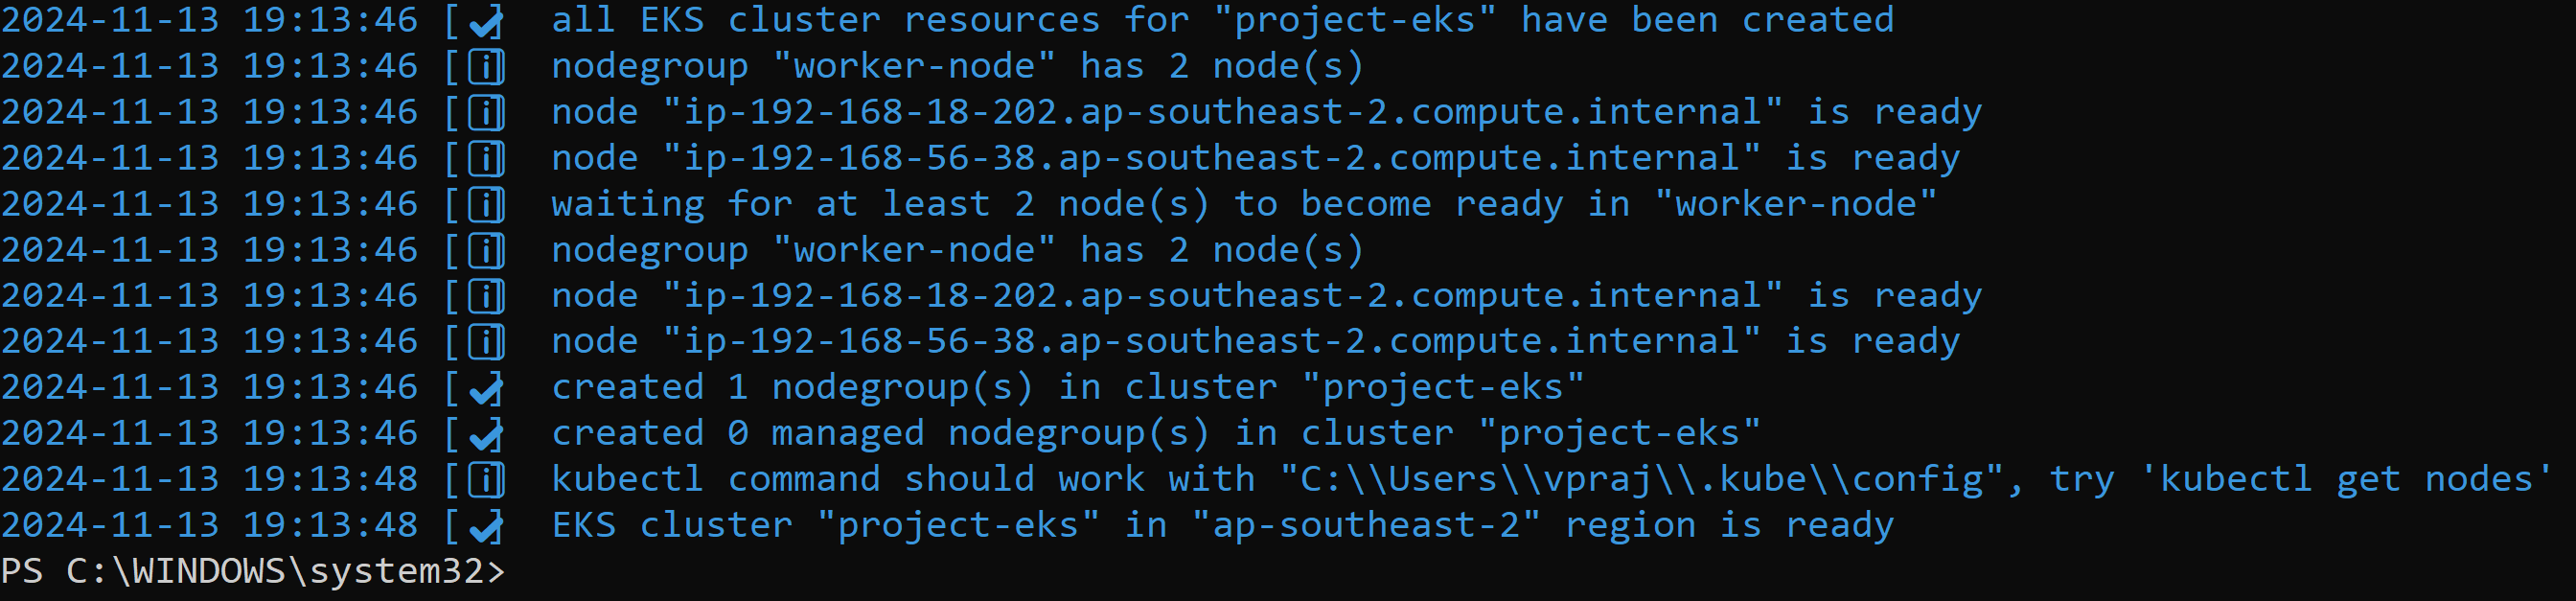 2024-11-13 19:13:46 [✔]  all EKS cluster resources for "project-eks" have been created
2024-11-13 19:13:46 [ℹ]  nodegroup "worker-node" has 2 node(s)
2024-11-13 19:13:46 [ℹ]  node "ip-192-168-18-202.ap-southeast-2.compute.internal" is ready
2024-11-13 19:13:46 [ℹ]  node "ip-192-168-56-38.ap-southeast-2.compute.internal" is ready
2024-11-13 19:13:46 [ℹ]  waiting for at least 2 node(s) to become ready in "worker-node"
2024-11-13 19:13:46 [ℹ]  nodegroup "worker-node" has 2 node(s)
2024-11-13 19:13:46 [ℹ]  node "ip-192-168-18-202.ap-southeast-2.compute.internal" is ready
2024-11-13 19:13:46 [ℹ]  node "ip-192-168-56-38.ap-southeast-2.compute.internal" is ready
2024-11-13 19:13:46 [✔]  created 1 nodegroup(s) in cluster "project-eks"
2024-11-13 19:13:46 [✔]  created 0 managed nodegroup(s) in cluster "project-eks"
2024-11-13 19:13:48 [ℹ]  kubectl command should work with "C:\\Users\\vpraj\\.kube\\config", try 'kubectl get nodes'
2024-11-13 19:13:48 [✔]  EKS cluster "project-eks" in "ap-southeast-2" region is ready
PS C:\WINDOWS\system32>